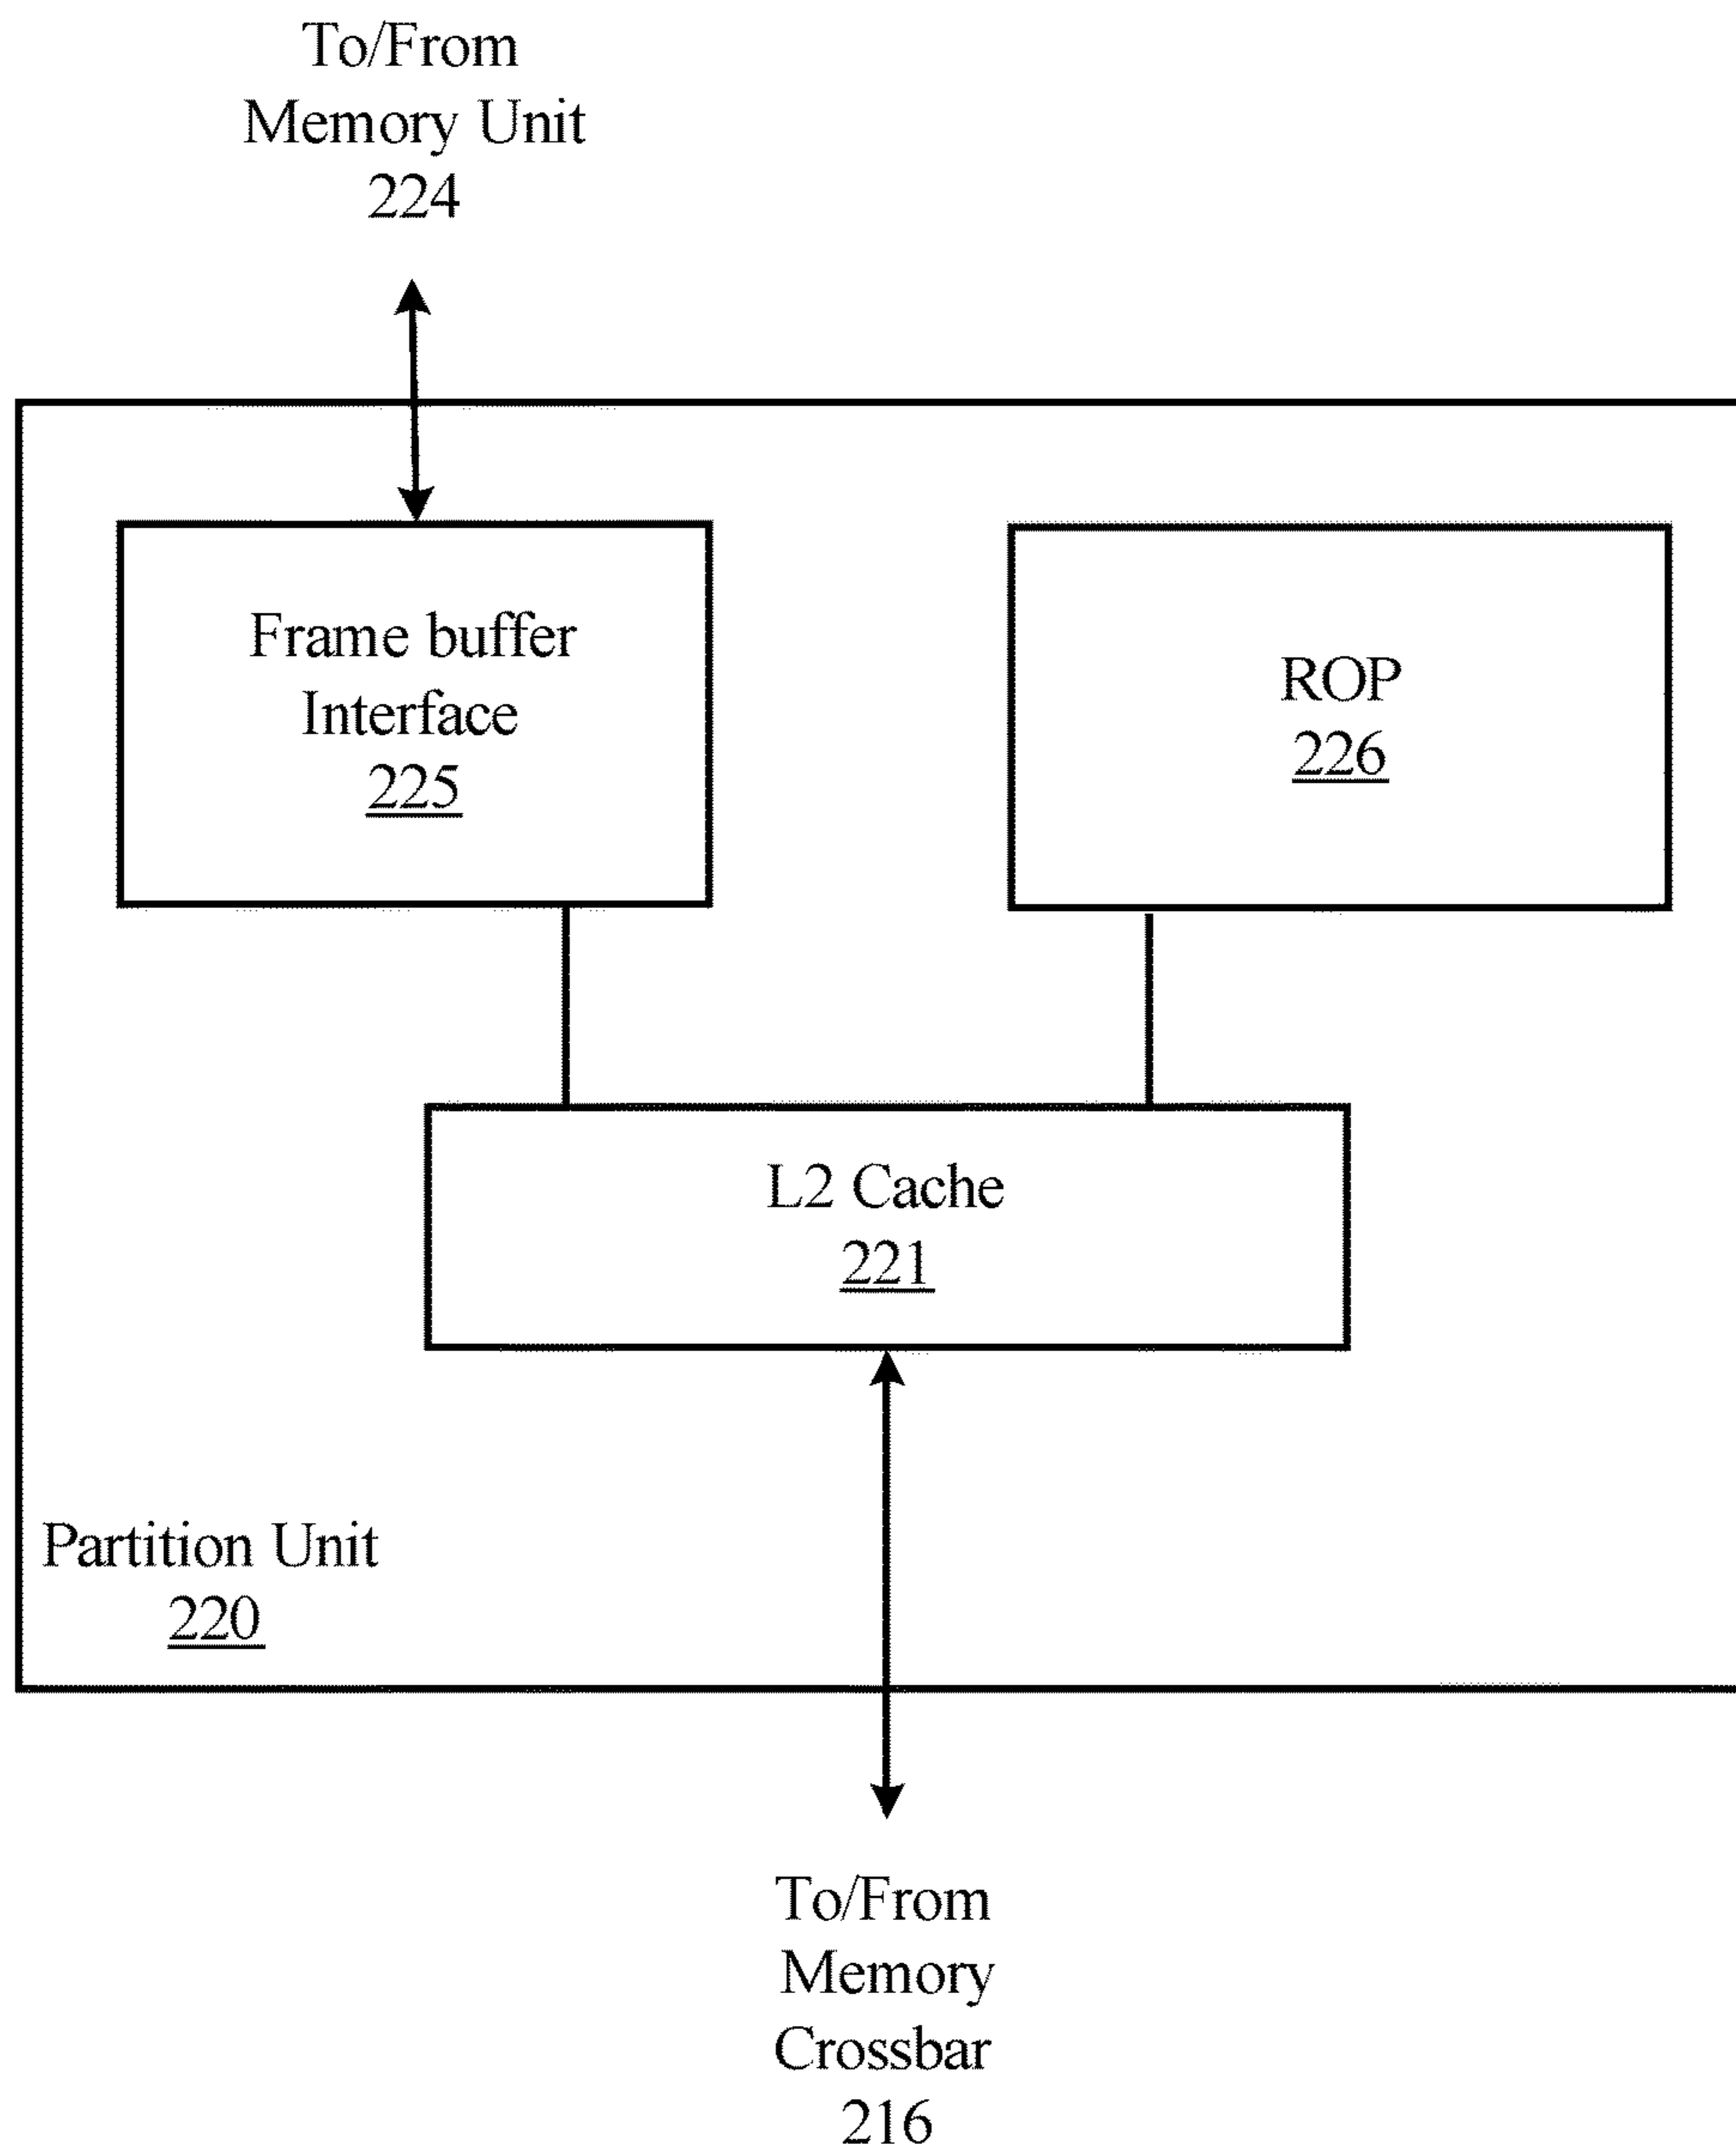 To/From
Memory Unit
224
Frame buffer
Interface
225
ROP
226
L2 Cache
221
Partition Unit
220
To/From
Memory
Crossbar
216